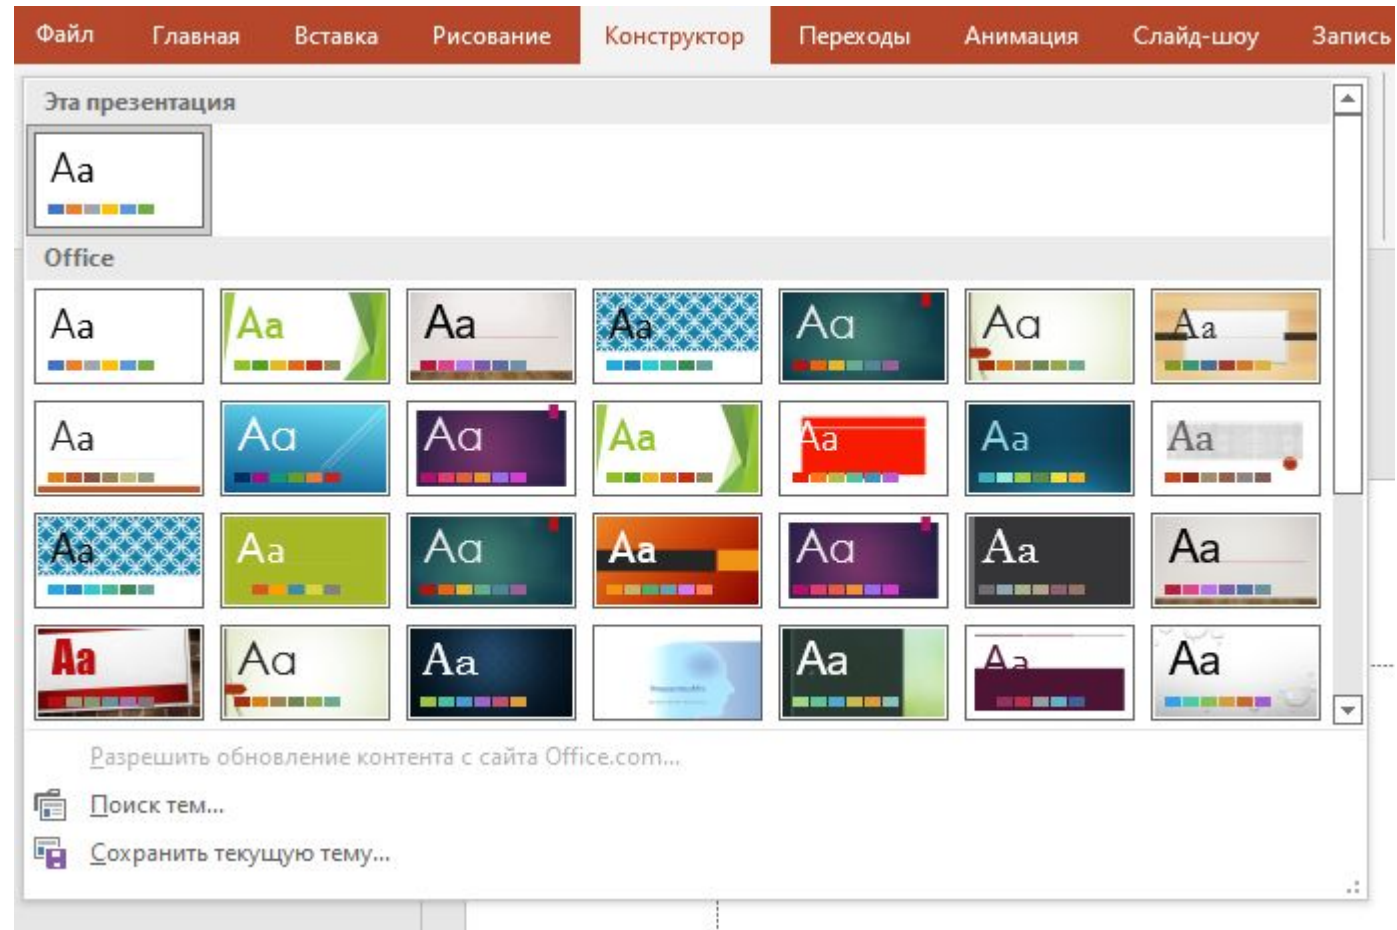 Файл Главная Вставка Рисование Конструктор Переходы Анимация Слайд-шоу Запись
Эта презентация
Aa
Office
Aa Aa Aa Aa Aa Aa Aa
Aa Aa Aa Aa Aa Aa Aa
Aa Aa Aa Aa Aa Aa Aa
Aa Aa Aa Aa Aa Aa
Разрешить обновление контента с сайта Office.com...
Поиск тем...
Сохранить текущую тему...